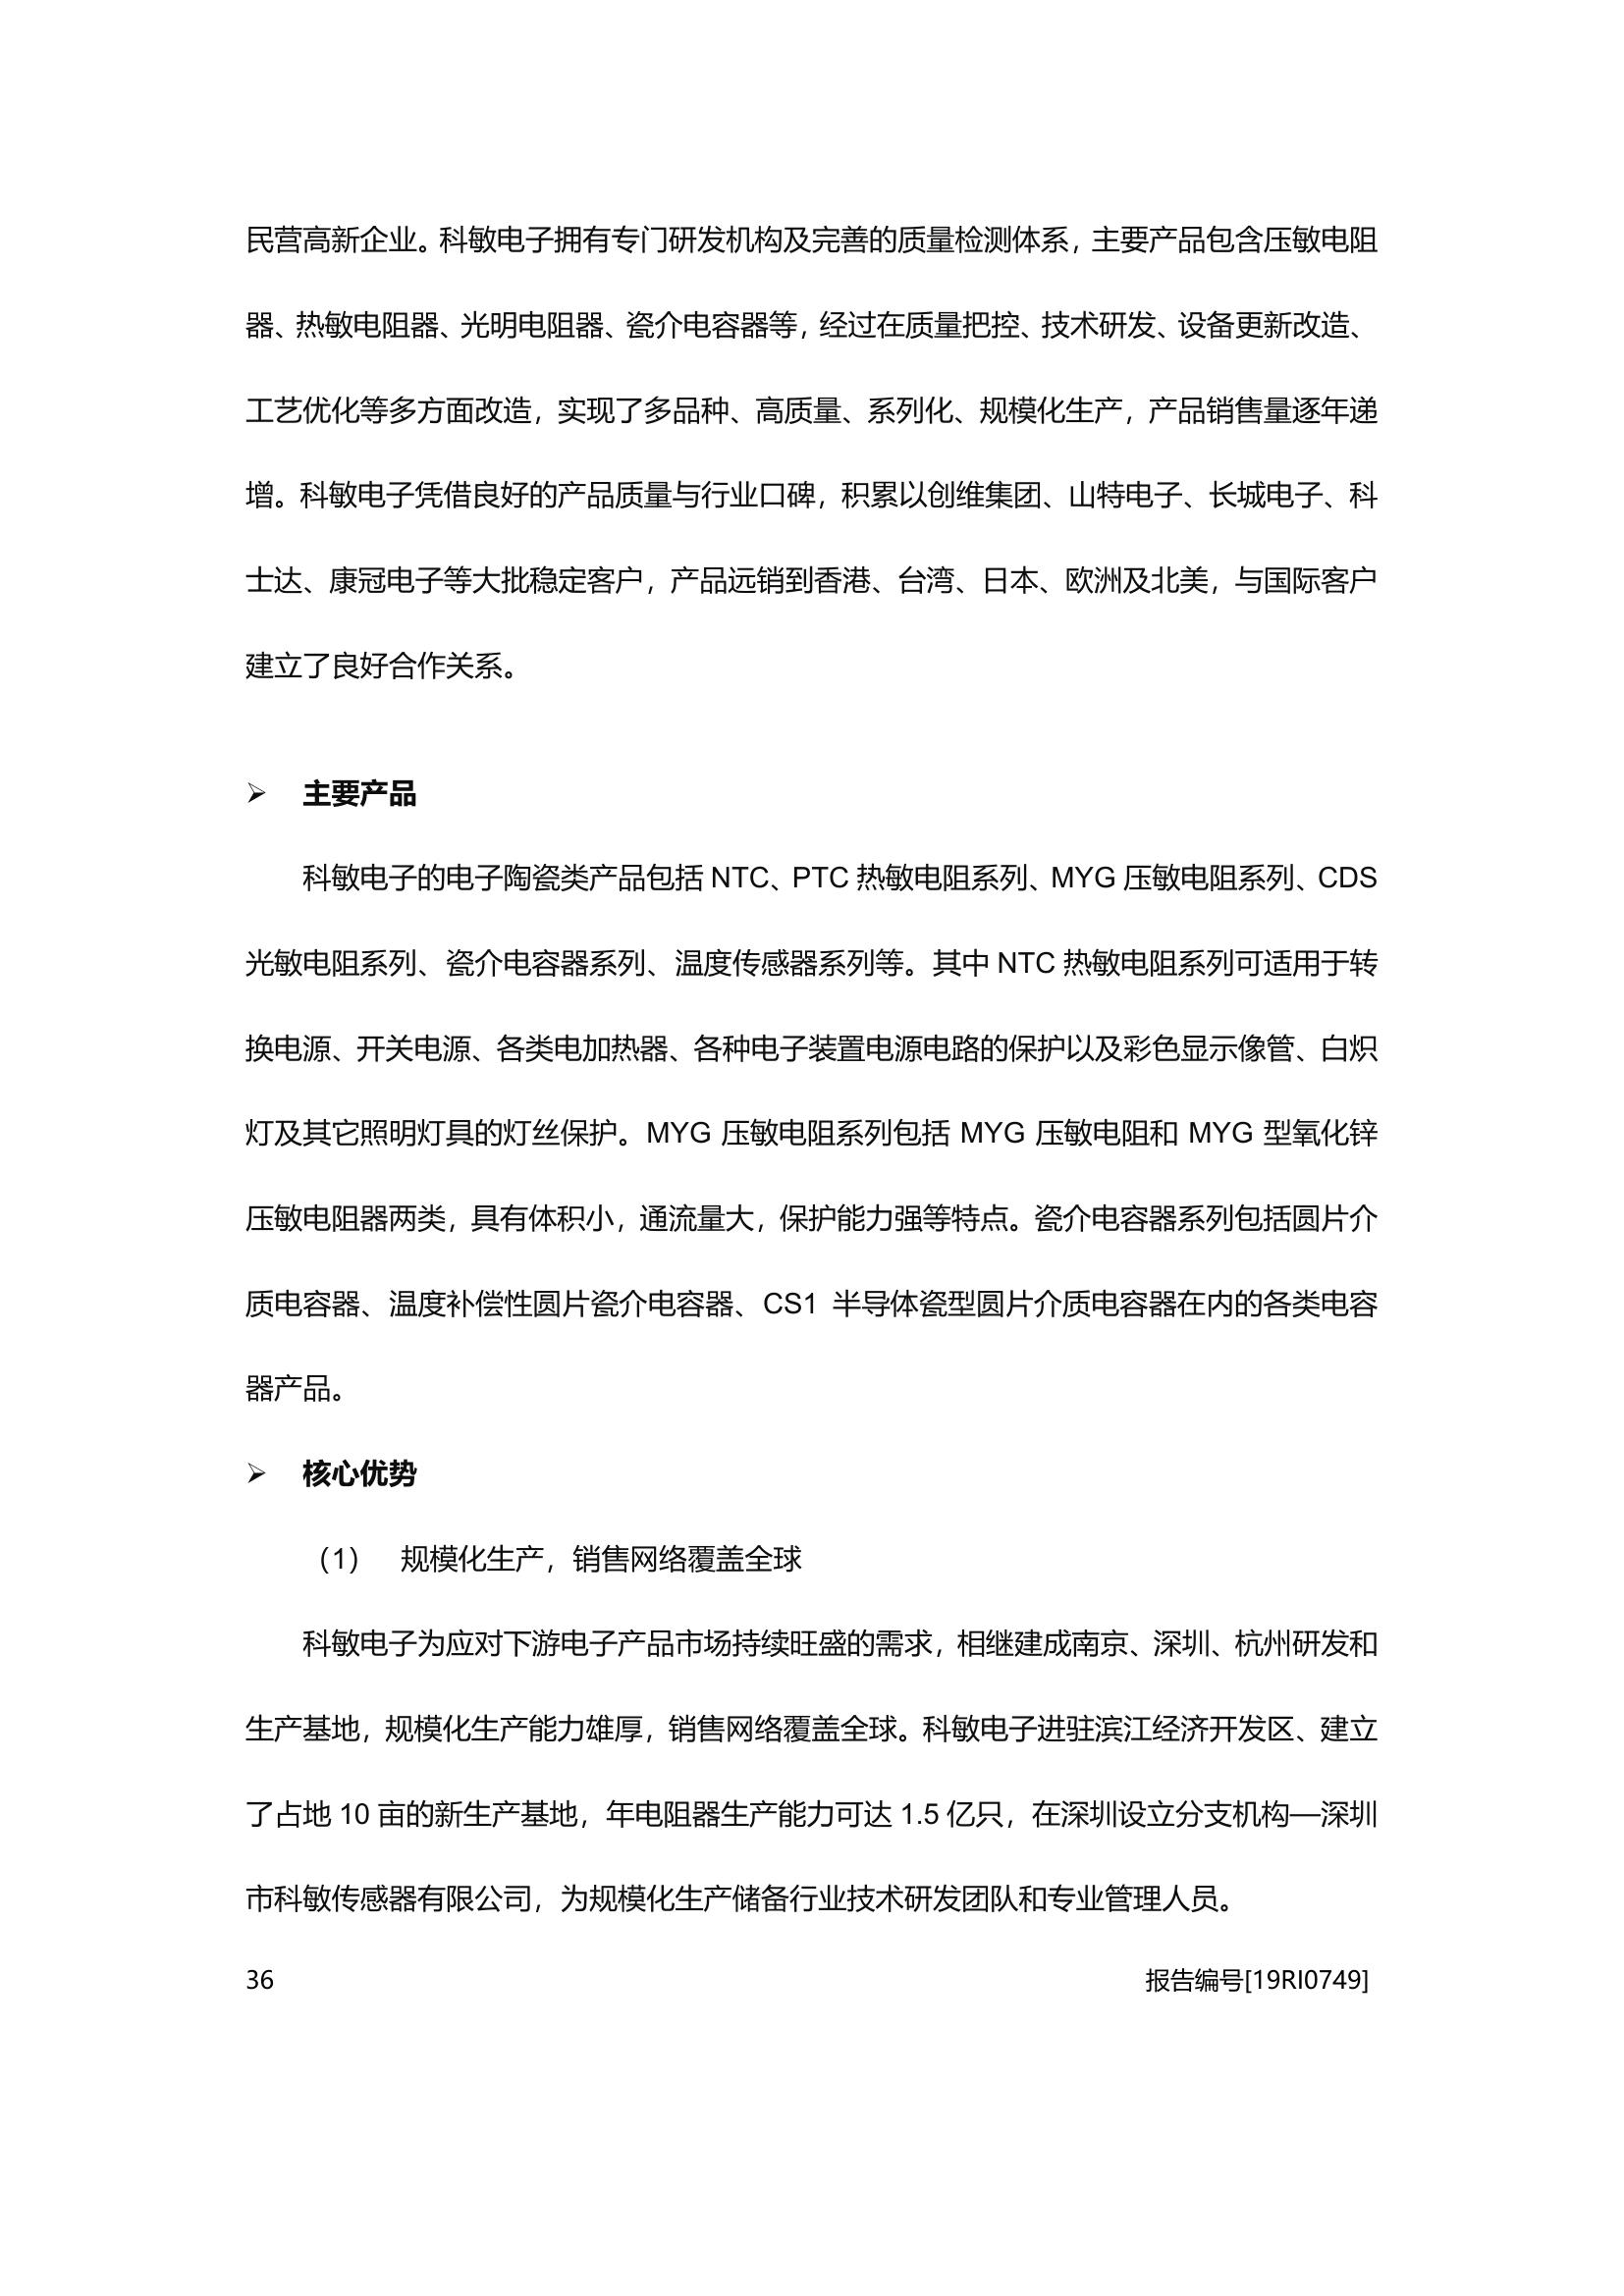 民营高新企业。科敏电子拥有专门研发机构及完善的质量检测体系，主要产品包含压敏电阻
器、热敏电阻器、光明电阻器、瓷介电容器等，经过在质量把控、技术研发、设备更新改造、
工艺优化等多方面改造，实现了多品种、高质量、系列化、规模化生产，产品销售量逐年递
增。科敏电子凭借良好的产品质量与行业口碑，积累以创维集团、山特电子、长城电子、科
士达、康冠电子等大批稳定客户，产品远销到香港、台湾、日本、欧洲及北美，与国际客户
建立了良好合作关系。
➢ 主要产品
科敏电子的电子陶瓷类产品包括 NTC、PTC 热敏电阻系列、MYG 压敏电阻系列、CDS
光敏电阻系列、瓷介电容器系列、温度传感器系列等。其中 NTC 热敏电阻系列可适用于转
换电源、开关电源、各类电加热器、各种电子装置电源电路的保护以及彩色显示像管、白炽
灯及其它照明灯具的灯丝保护。MYG 压敏电阻系列包括 MYG 压敏电阻和 MYG 型氧化锌
压敏电阻器两类，具有体积小，通流量大，保护能力强等特点。瓷介电容器系列包括圆片介
质电容器、温度补偿性圆片瓷介电容器、CS1 半导体瓷型圆片介质电容器在内的各类电容
器产品。
➢ 核心优势
（1） 规模化生产，销售网络覆盖全球
科敏电子为应对下游电子产品市场持续旺盛的需求，相继建成南京、深圳、杭州研发和
生产基地，规模化生产能力雄厚，销售网络覆盖全球。科敏电子进驻滨江经济开发区、建立
了占地 10 亩的新生产基地，年电阻器生产能力可达 1.5 亿只，在深圳设立分支机构—深圳
市科敏传感器有限公司，为规模化生产储备行业技术研发团队和专业管理人员。
36 报告编号[19RI0749]